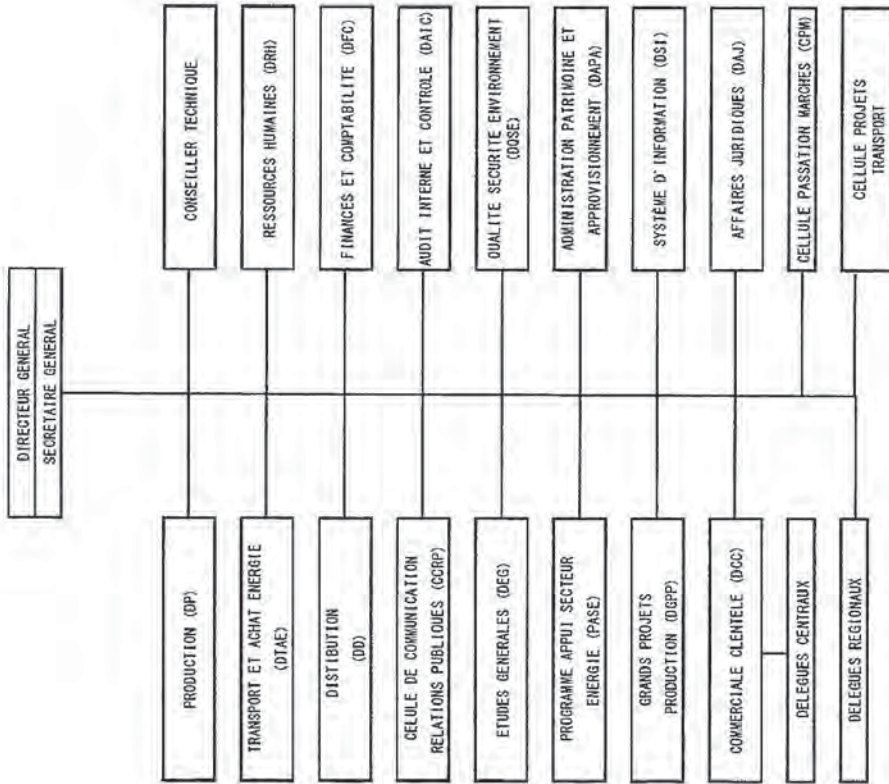 DIRECTEUR GENERAL
SECRETAIRE GENERAL
PRODUCTION (DP)
TRANSPORT ET ACHAT ENERGIE
(DTAE)
DISTIBUTION
(DD)
CELULE DE COMMUNICATION
RELATIONS PUBLIQUES (CCRP)
ETUDES GENERALES (DEG)
PROGRAMME APPUI SECTEUR
ENERGIE (PASE)
GRANDS PROJETS
PRODUCTION (DGPP)
COMMERCIALE CLENTELE (DCC)
DELEGUES CENTRAUX
DELEGUES REGIONAUX
CONSEILLER TECHNIQUE
RESSOURCES HUMAINES (DRH)
FINANCES ET COMPTABILITE (DFC)
AUDIT INTERNE ET CONTROLE (DAIC)
QUALITE SECURITE ENVIRONNEMENT
(DQSE)
ADMINISTRATION PATRIMOINE ET
APPROVISIONNEMENT (DAPA)
SYSTÈME D'INFORMATION (DSI)
AFFAIRES JURIDIQUES (DAJ)
CELLULE PASSATION MARCHES (CPM)
CELLULE PROJETS
TRANSPORT